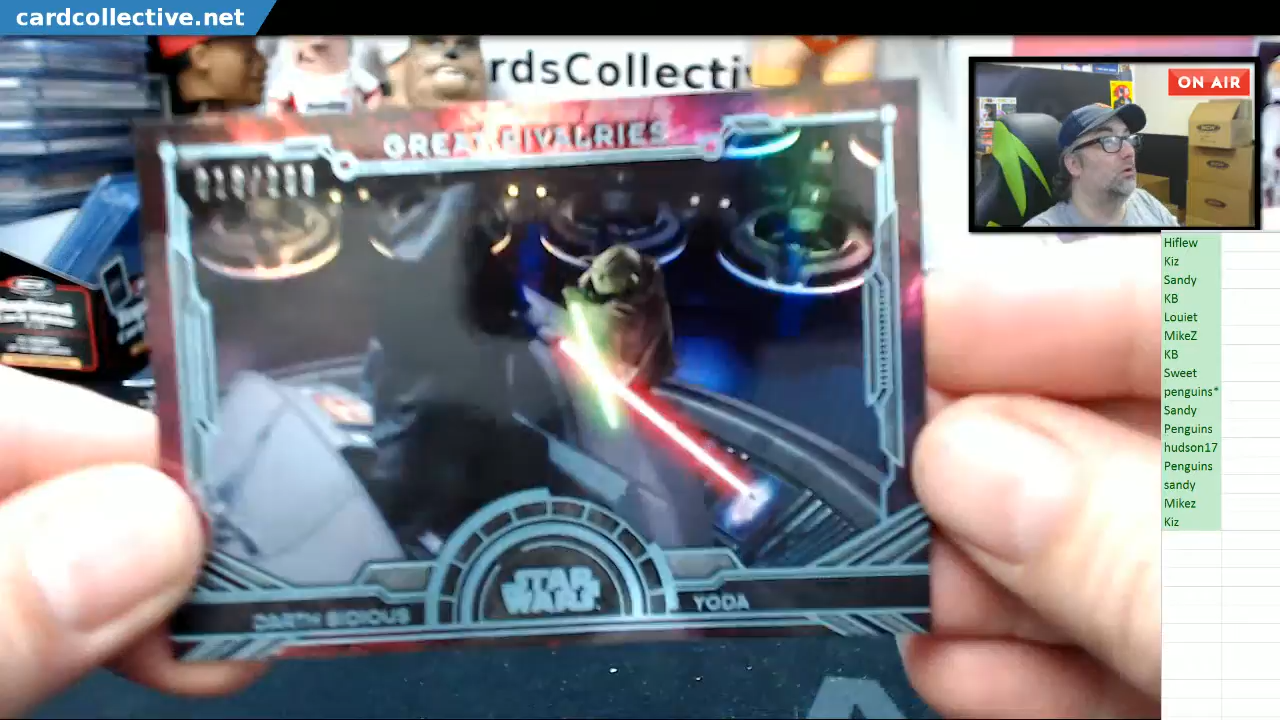 cardcollective.net
rdsCollectiv
ON AIR
GREAT RIVALRIES
STAR
WARS
DARTH SIDIOUS
YODA
Hiflew
Kiz
Sandy
KB
Louiet
MikeZ
KB
Sweet
penguins*
Sandy
Penguins
hudson17
Penguins
sandy
Mikez
Kiz